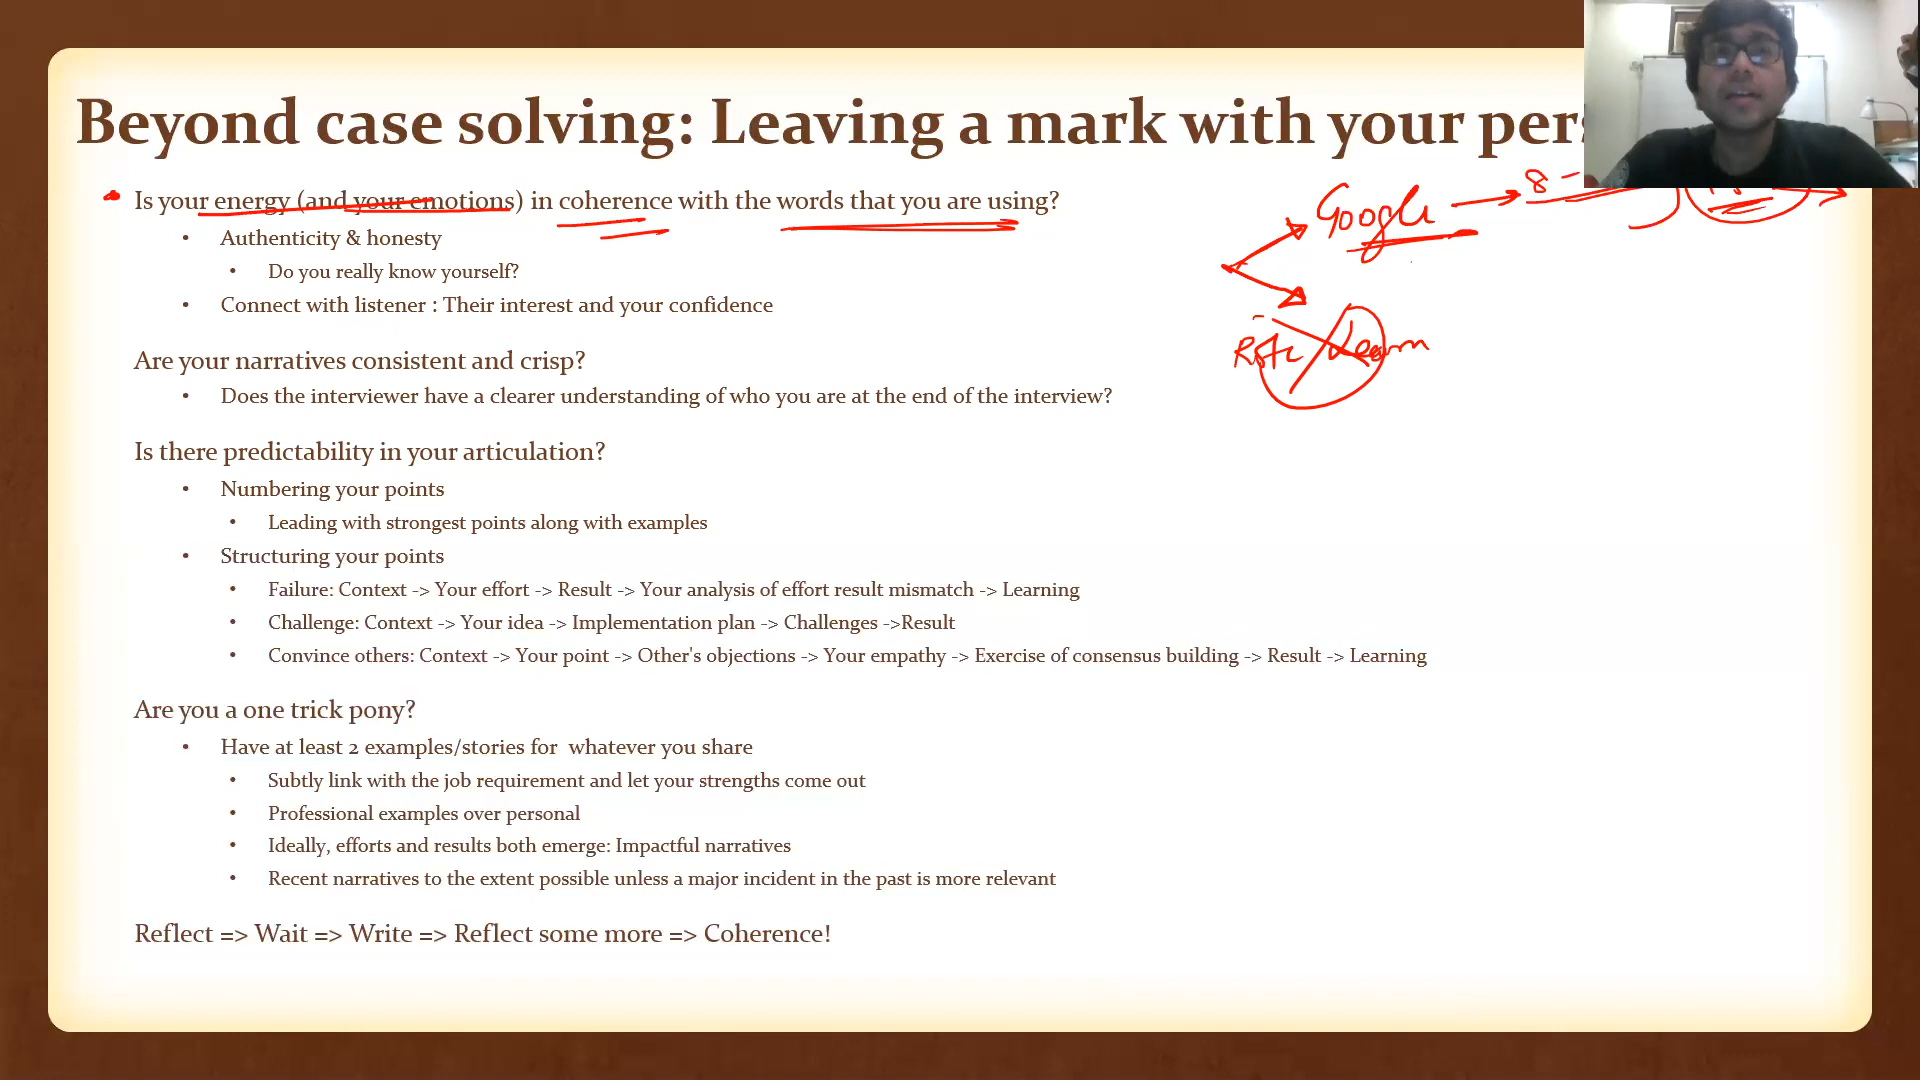 Beyond case solving: Leaving a mark with your pers
• Is your energy (and your emotions) in coherence with the words that you are using?
• Authenticity & honesty
• Do you really know yourself?
• Connect with listener : Their interest and your confidence
Google
8
Rote Learn
Are your narratives consistent and crisp?
• Does the interviewer have a clearer understanding of who you are at the end of the interview?
Is there predictability in your articulation?
• Numbering your points
• Leading with strongest points along with examples
• Structuring your points
• Failure: Context -> Your effort -> Result -> Your analysis of effort result mismatch -> Learning
• Challenge: Context -> Your idea -> Implementation plan -> Challenges ->Result
• Convince others: Context -> Your point -> Other's objections -> Your empathy -> Exercise of consensus building -> Result -> Learning
Are you a one trick pony?
• Have at least 2 examples/stories for whatever you share
• Subtly link with the job requirement and let your strengths come out
• Professional examples over personal
• Ideally, efforts and results both emerge: Impactful narratives
• Recent narratives to the extent possible unless a major incident in the past is more relevant
Reflect => Wait => Write => Reflect some more => Coherence!